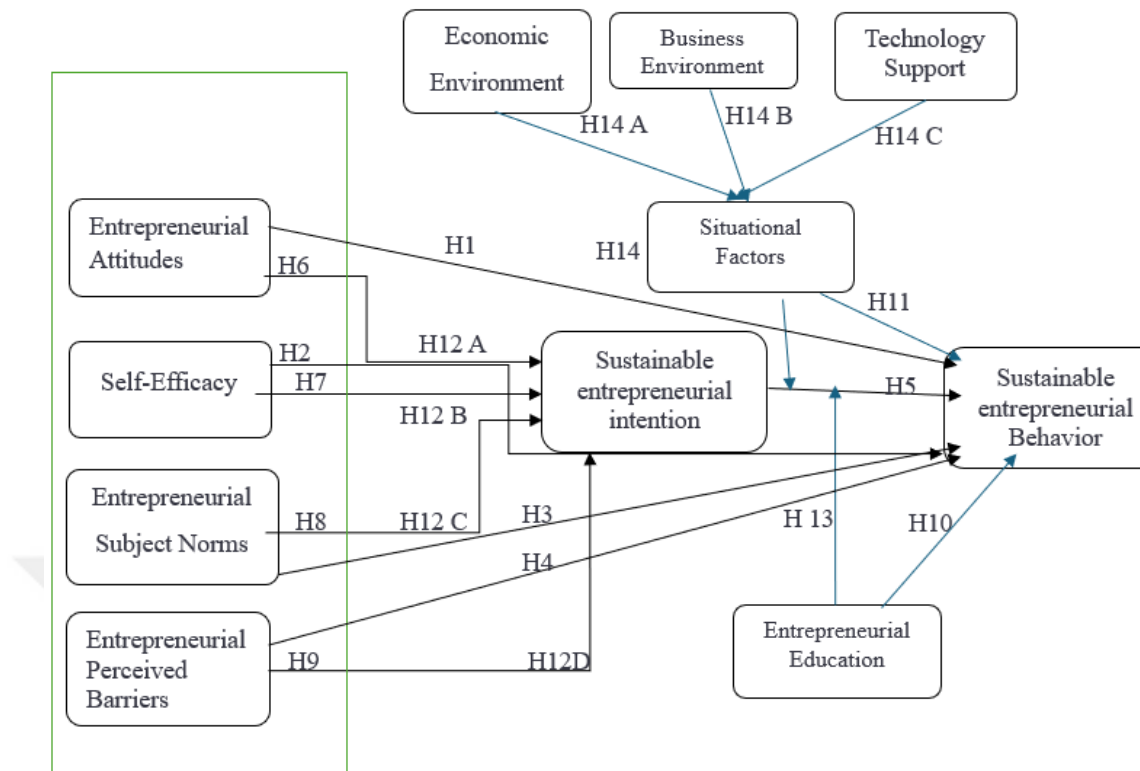 Economic
Environment
Business
Environment
Technology
Support
H14 A
H14 B
H14 C
Entrepreneurial
Attitudes
H1
H14
Situational
Factors
H6
H11
Self-Efficacy
H2
H12 A
H7
H12 B
Sustainable
entrepreneurial
intention
H5
Sustainable
entrepreneurial
Behavior
Entrepreneurial
Subject Norms
H8
H12 C
H3
H 13
H10
H4
Entrepreneurial
Perceived
Barriers
H9
H12D
Entrepreneurial
Education